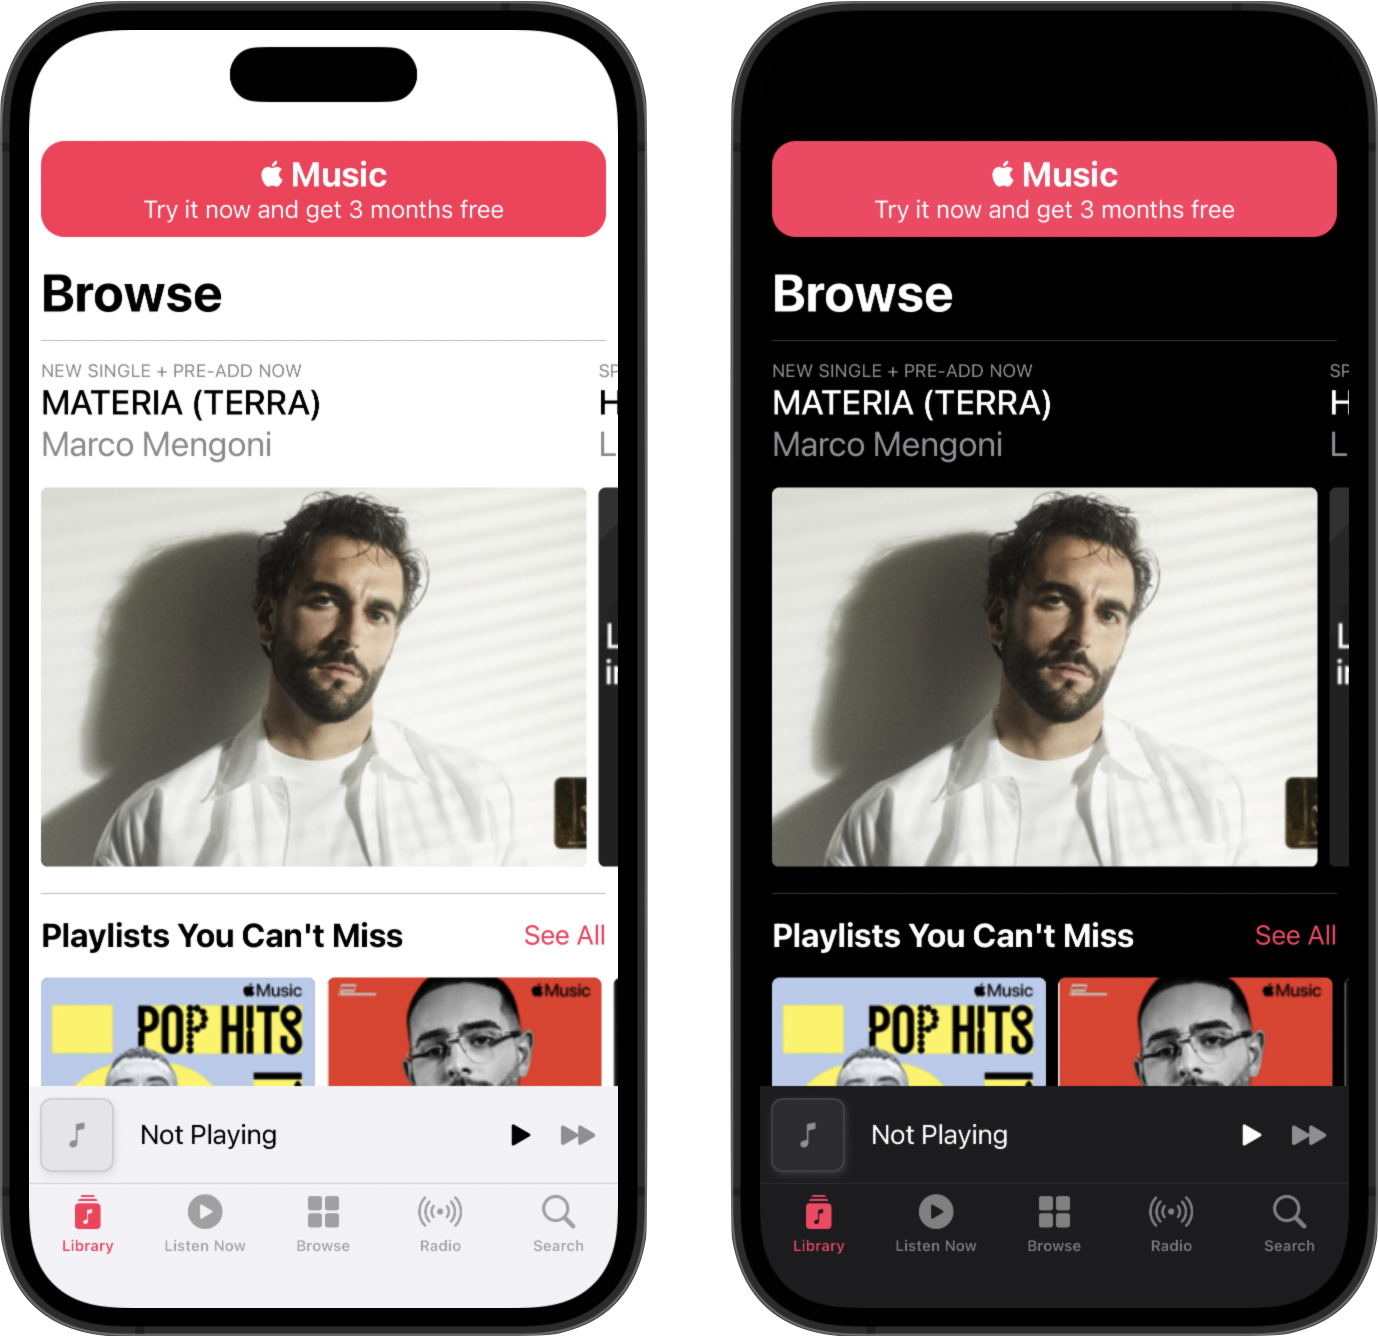 Music
Try it now and get 3 months free
Browse
NEW SINGLE + PRE-ADD NOW
MATERIA (TERRA)
Marco Mengoni
SP
H
L
L
in
Playlists You Can't Miss
See All
Music
POP HITS
Music
Not Playing
Library
Listen Now
Browse
Radio
Search
Music
Try it now and get 3 months free
Browse
NEW SINGLE + PRE-ADD NOW
MATERIA (TERRA)
Marco Mengoni
SP
H
L
L
in
Playlists You Can't Miss
See All
Music
POP HITS
Music
Not Playing
Library
Listen Now
Browse
Radio
Search